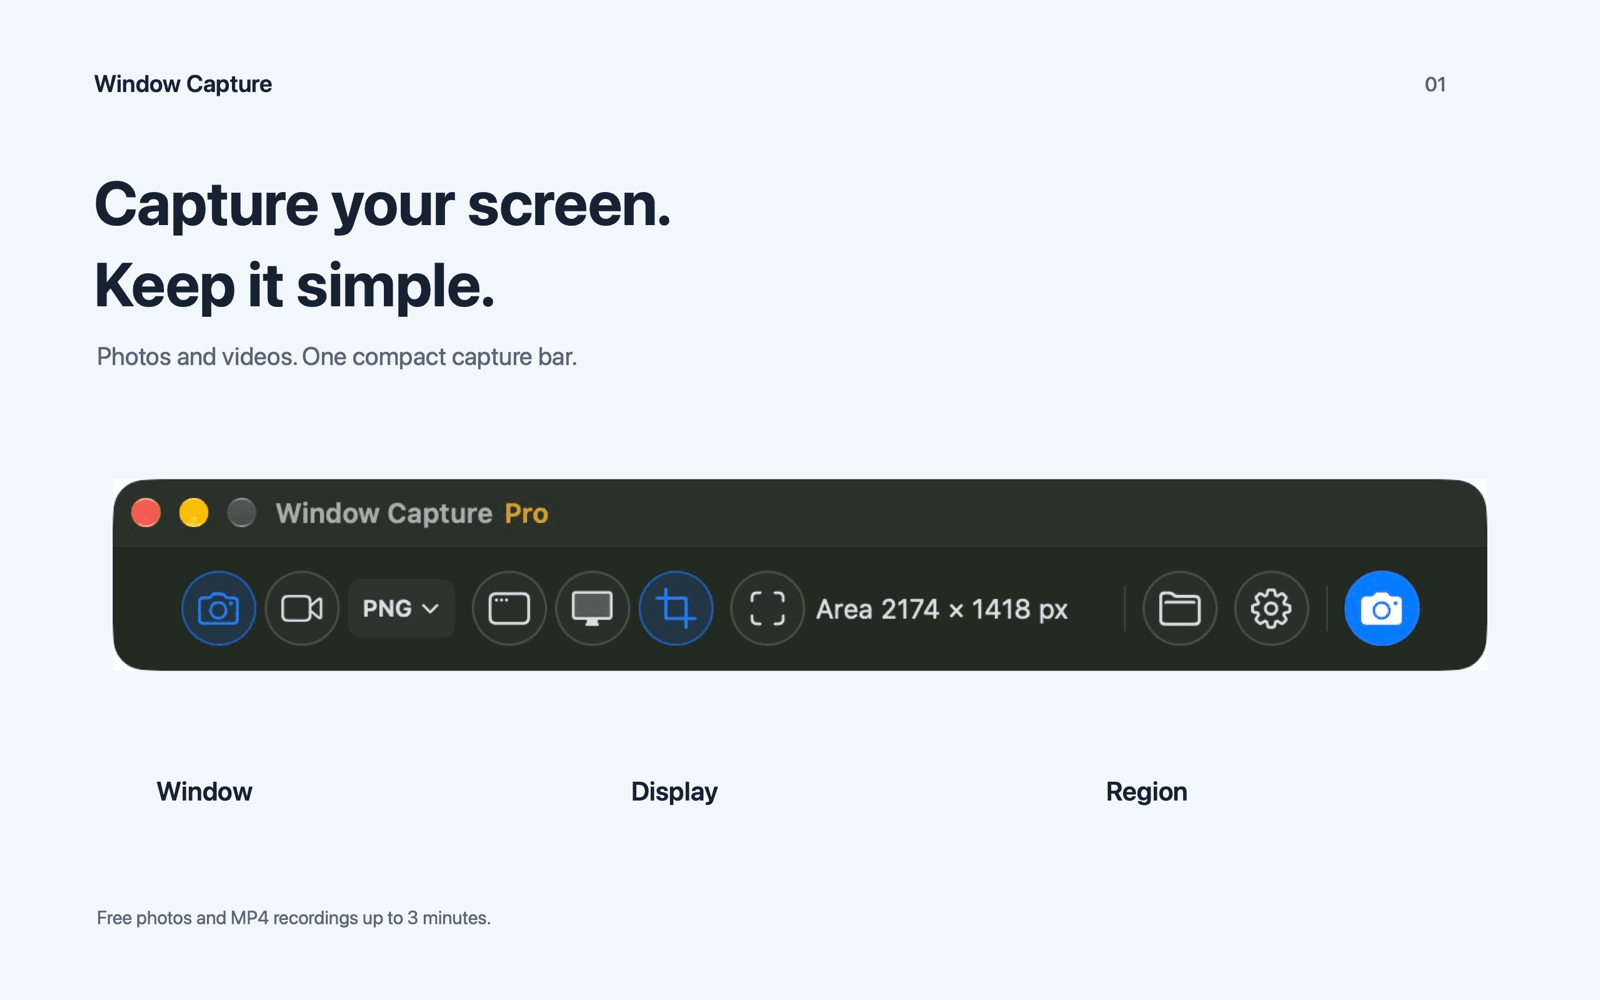 Window Capture
01
Capture your screen.
Keep it simple.
Photos and videos. One compact capture bar.
Window Capture Pro
PNG
Area 2174 × 1418 px
Window
Display
Region
Free photos and MP4 recordings up to 3 minutes.